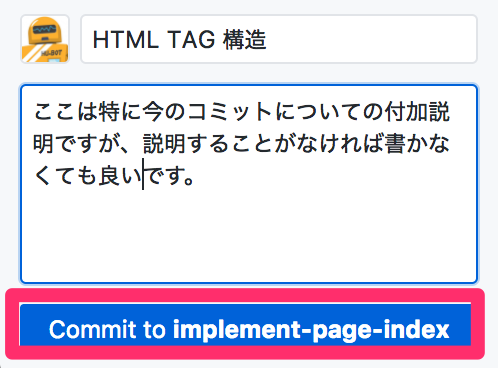 HTML TAG 構造
ここは特に今のコミットについての付加説
明ですが、説明することがなければ書かな
くても良いです。
Commit to implement-page-index